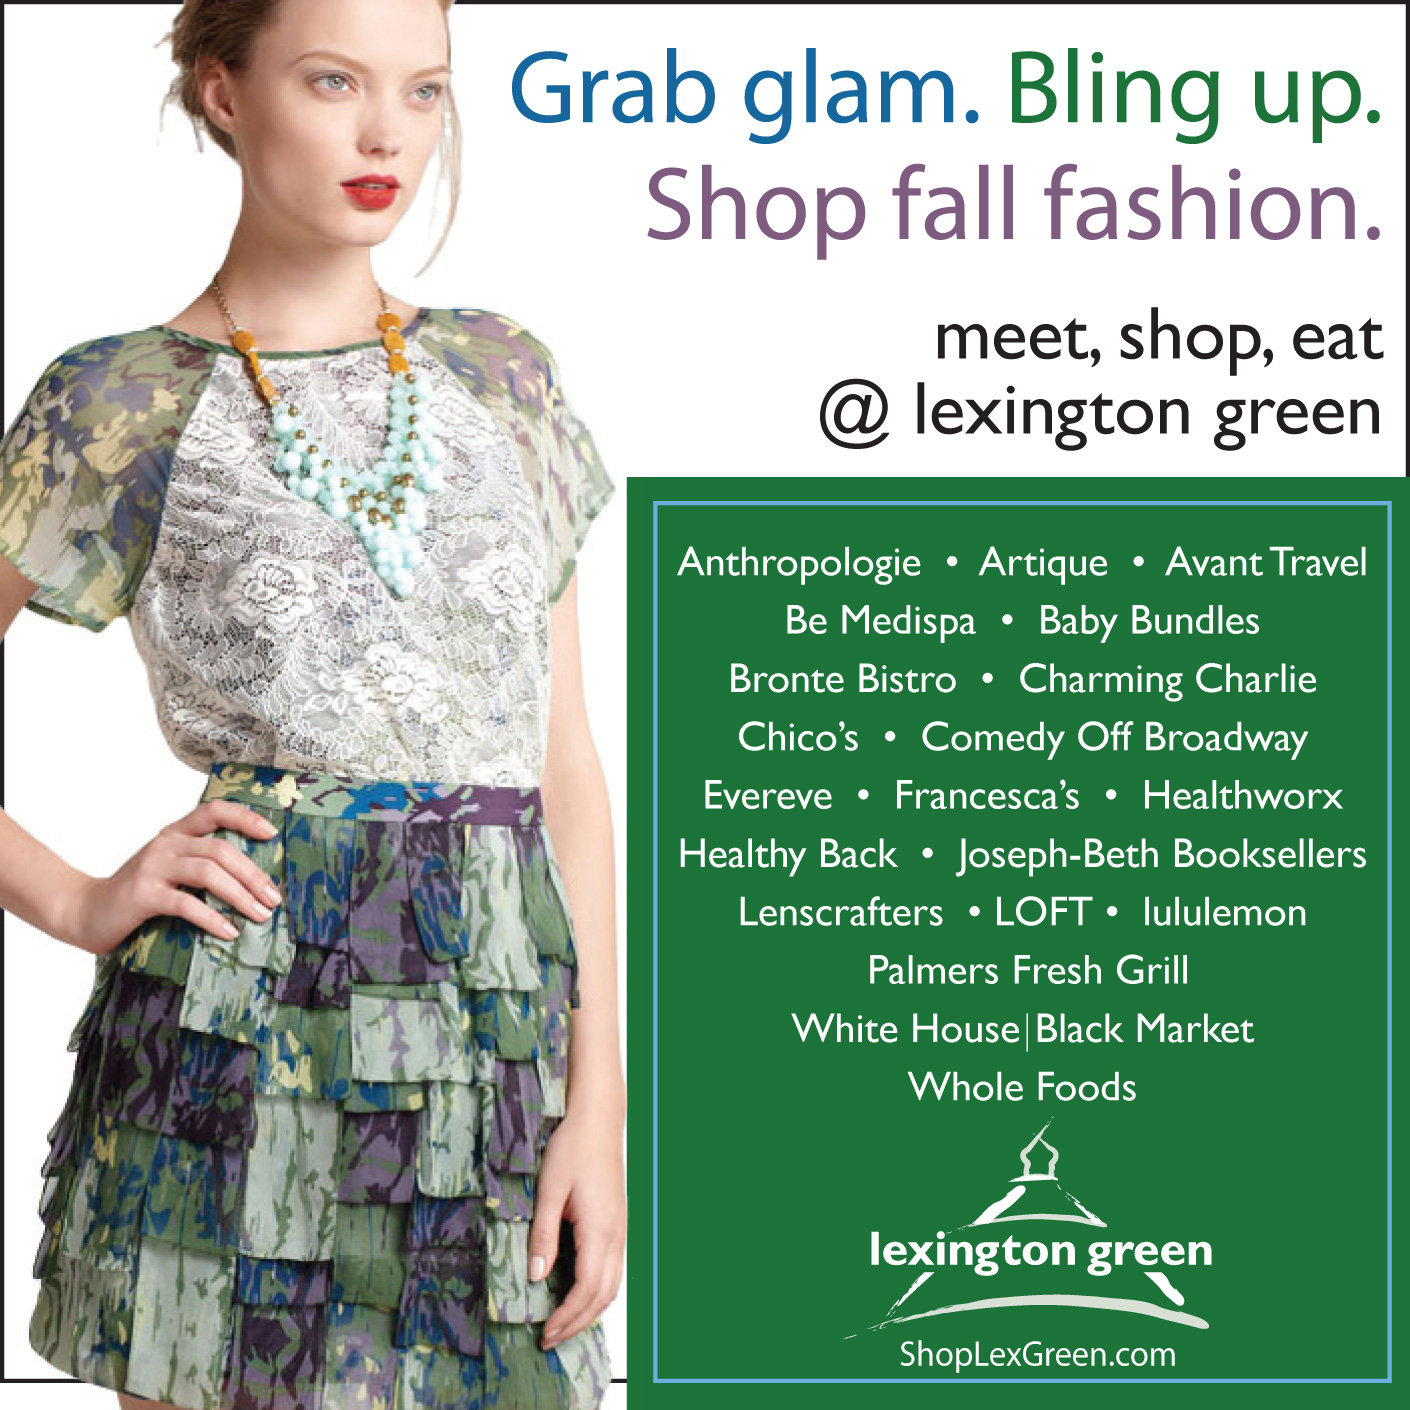 Grab glam. Bling up.
Shop fall fashion.
meet, shop, eat
@ lexington green
Anthropologie • Artique • Avant Travel
Be Medispa • Baby Bundles
Bronte Bistro • Charming Charlie
Chico’s • Comedy Off Broadway
Evereve • Francesca’s • Healthworx
Healthy Back • Joseph-Beth Booksellers
Lenscrafters • LOFT • lululemon
Palmers Fresh Grill
White House|Black Market
Whole Foods
lexington green
ShopLexGreen.com